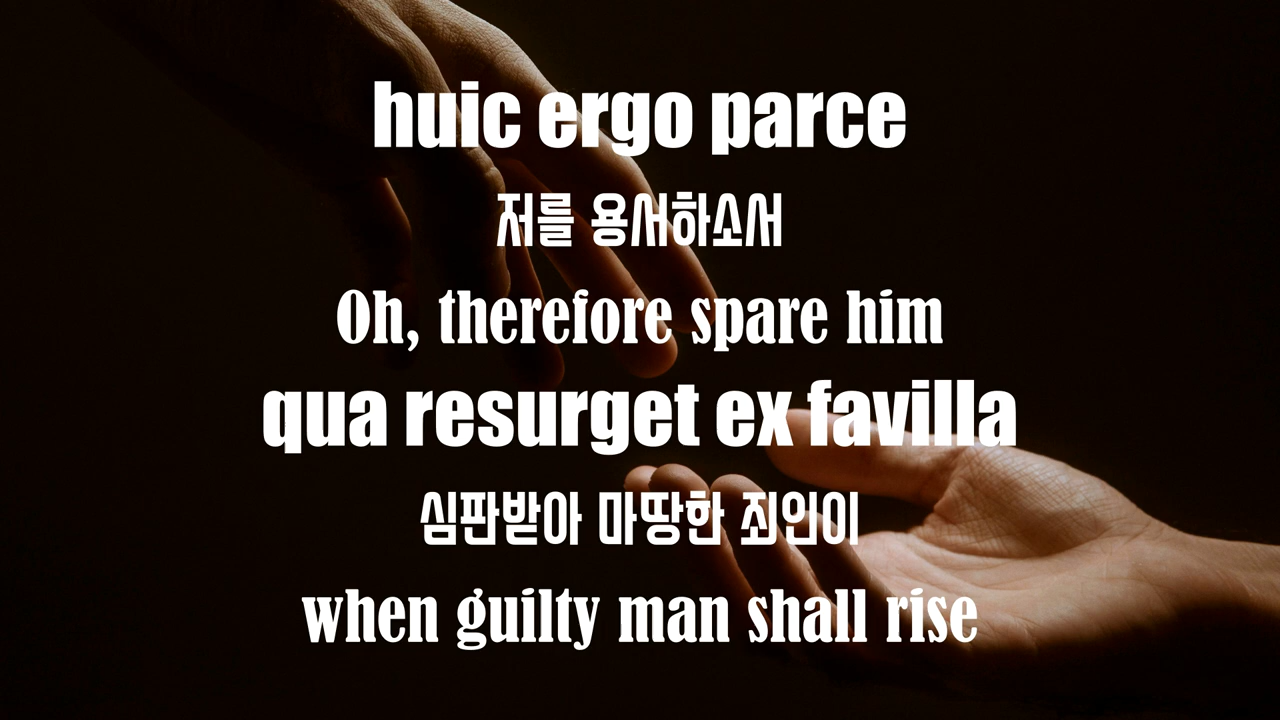 huic ergo parce
저를 용서하소서
Oh, therefore spare him
qua resurget ex favilla
심판받아 마땅한 죄인이
when guilty man shall rise